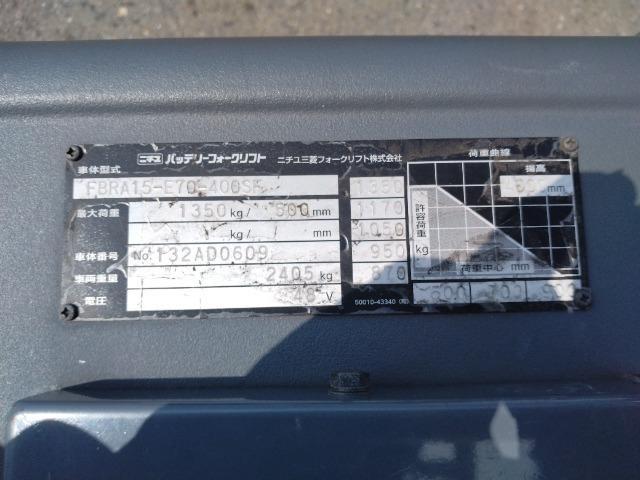 ニチユ バッテリーフォークリフト ニチユ三菱フォークリフト株式会社
車体型式
FBRA15-E70-400SF
最大荷重 1350 kg/ 500 mm
kg/ mm
車体番号 No. 132AD0609
車両重量 2405 kg
電圧 48 V
1350
1170
1050
950
870
50010-43340 (町)
荷重曲線
揚高
mm
許容荷重
kg
荷重中心 mm